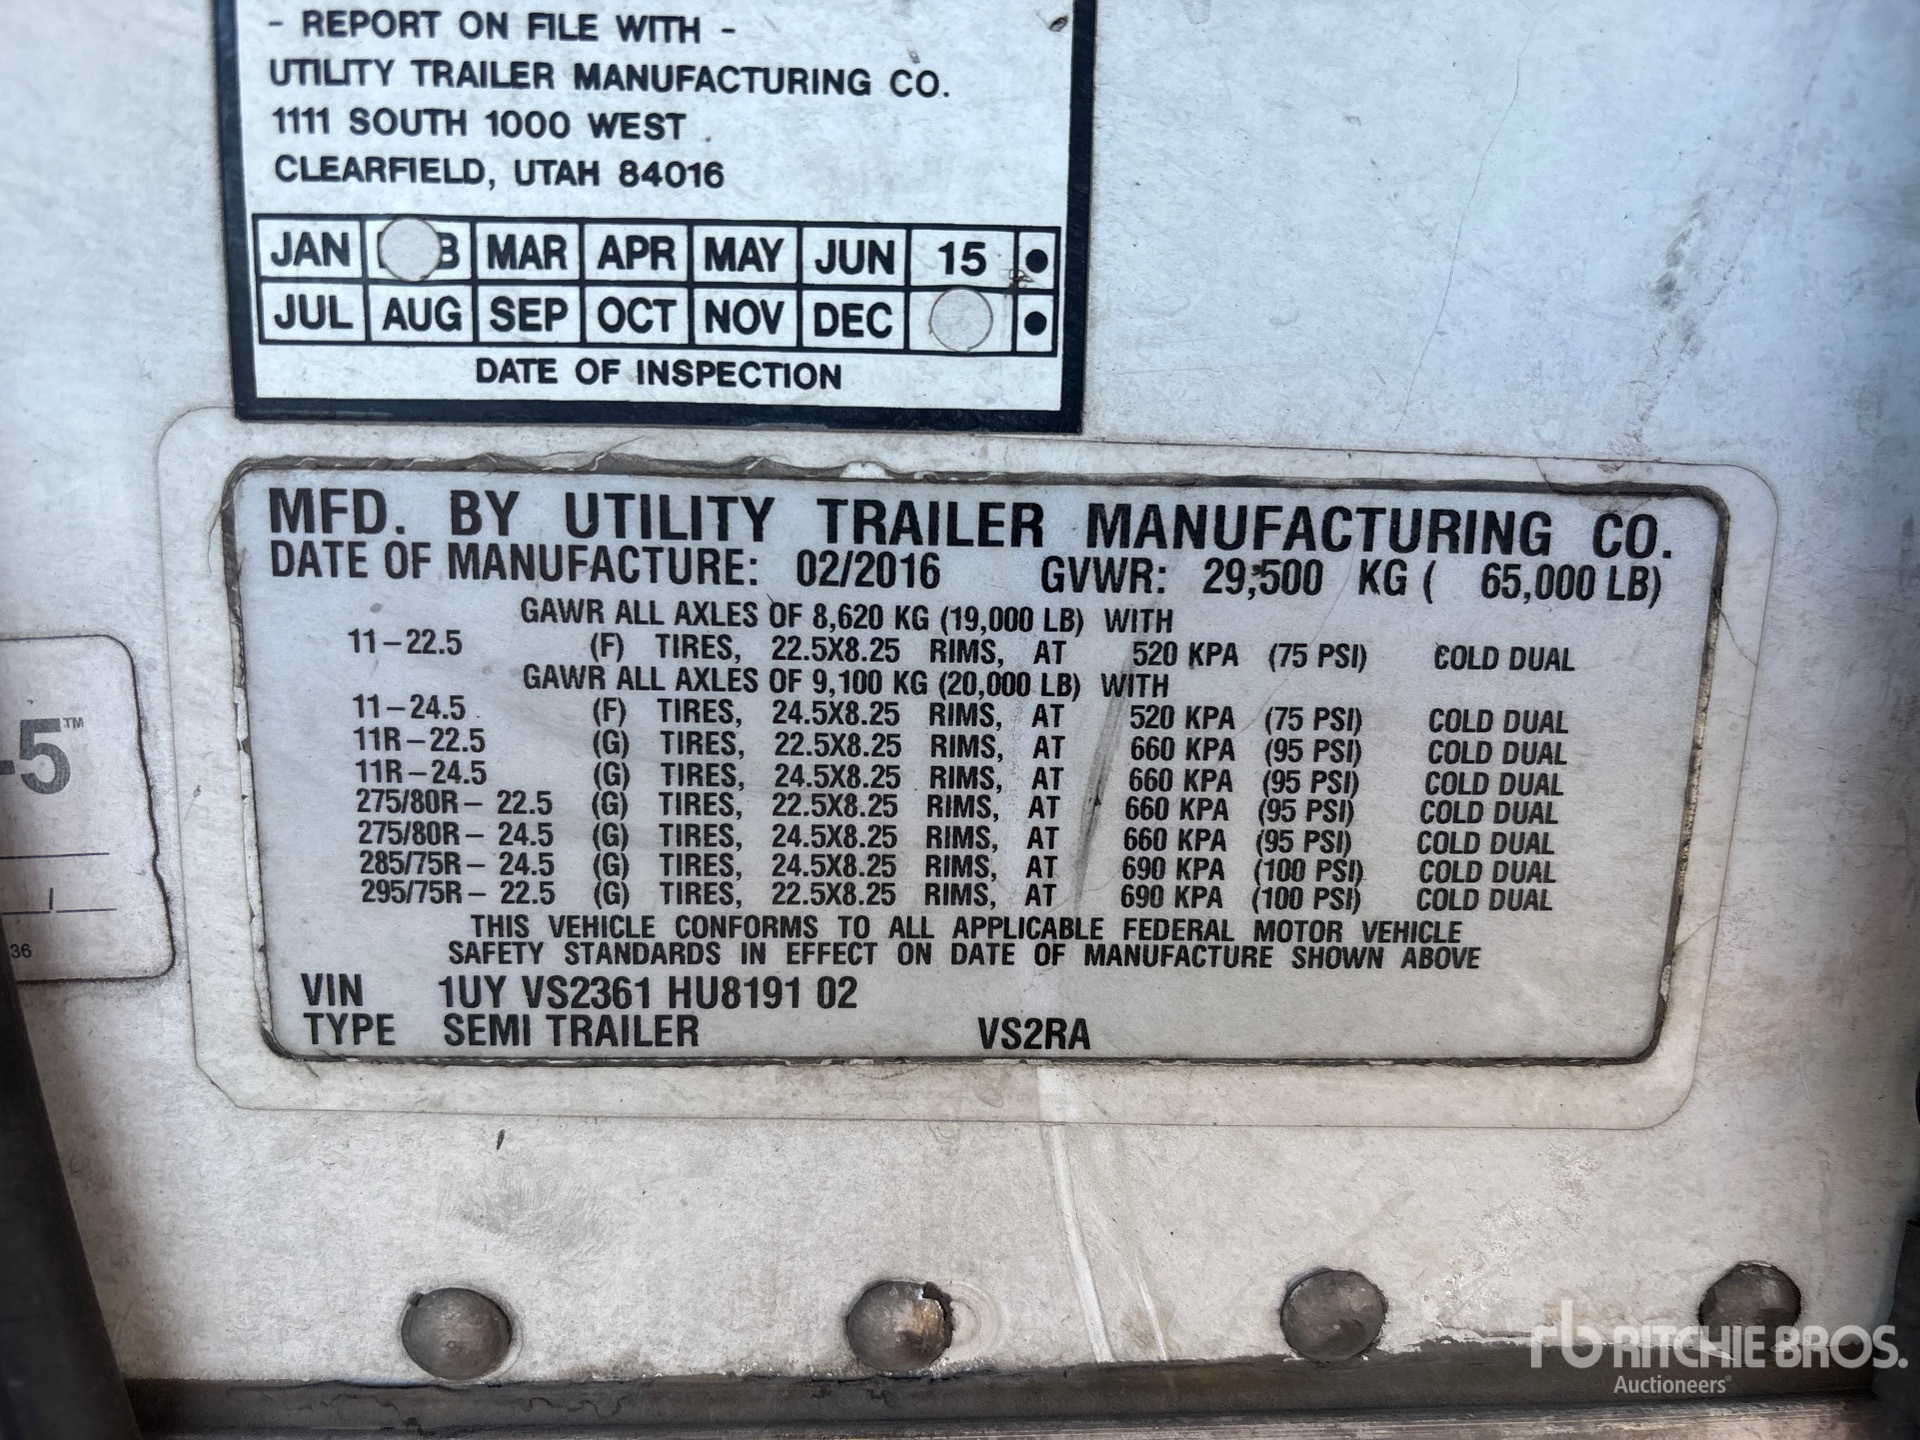 - REPORT ON FILE WITH -
UTILITY TRAILER MANUFACTURING CO.
1111 SOUTH 1000 WEST
CLEARFIELD, UTAH 84016
JAN B MAR APR MAY JUN 15 •
JUL AUG SEP OCT NOV DEC •
DATE OF INSPECTION
MFD. BY UTILITY TRAILER MANUFACTURING CO.
DATE OF MANUFACTURE: 02/2016 GVWR: 29,500 KG ( 65,000 LB)
GAWR ALL AXLES OF 8,620 KG (19,000 LB) WITH
11-22.5 (F) TIRES, 22.5X8.25 RIMS, AT 520 KPA (75 PSI) COLD DUAL
GAWR ALL AXLES OF 9,100 KG (20,000 LB) WITH
11-24.5 (F) TIRES, 24.5X8.25 RIMS, AT 520 KPA (75 PSI) COLD DUAL
11R-22.5 (G) TIRES, 22.5X8.25 RIMS, AT 660 KPA (95 PSI) COLD DUAL
11R-24.5 (G) TIRES, 24.5X8.25 RIMS, AT 660 KPA (95 PSI) COLD DUAL
275/80R- 22.5 (G) TIRES, 22.5X8.25 RIMS, AT 660 KPA (95 PSI) COLD DUAL
275/80R- 24.5 (G) TIRES, 24.5X8.25 RIMS, AT 660 KPA (95 PSI) COLD DUAL
285/75R- 24.5 (G) TIRES, 24.5X8.25 RIMS, AT 690 KPA (100 PSI) COLD DUAL
295/75R- 22.5 (G) TIRES, 22.5X8.25 RIMS, AT 690 KPA (100 PSI) COLD DUAL
THIS VEHICLE CONFORMS TO ALL APPLICABLE FEDERAL MOTOR VEHICLE
SAFETY STANDARDS IN EFFECT ON DATE OF MANUFACTURE SHOWN ABOVE
VIN 1UY VS2361 HU8191 02
TYPE SEMI TRAILER VS2RA
-5™
36
rb RITCHIE BROS.
Auctioneers